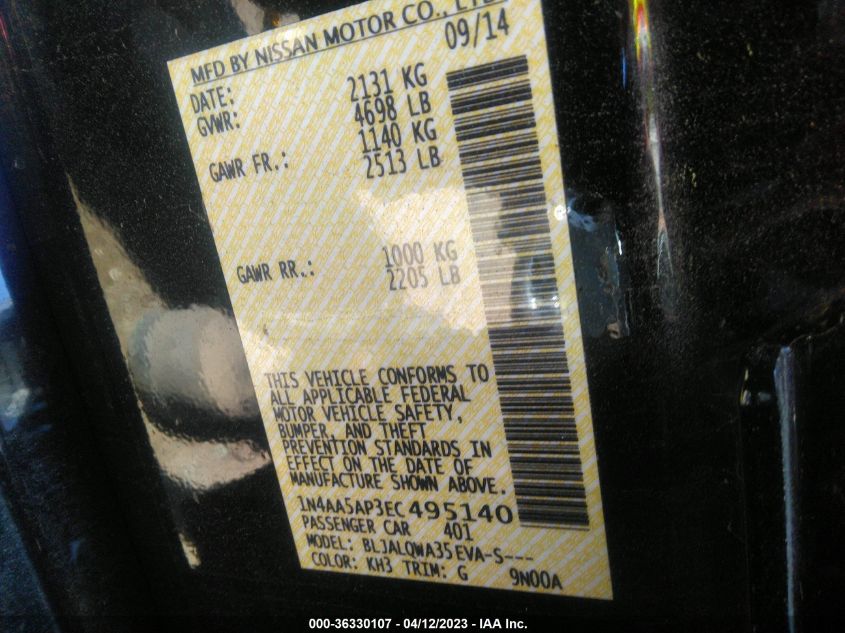 MFD BY NISSAN MOTOR CO., LTD.
DATE: 09/14
GVWR: 2131 KG
4698 LB
GAWR FR.: 1140 KG
2513 LB
GAWR RR.: 1000 KG
2205 LB
THIS VEHICLE CONFORMS TO
ALL APPLICABLE FEDERAL
MOTOR VEHICLE SAFETY,
BUMPER, AND THEFT
PREVENTION STANDARDS IN
EFFECT ON THE DATE OF
MANUFACTURE SHOWN ABOVE.
1N4AA5AP3EC495140
PASSENGER CAR 401
MODEL: BLJALQWA35EVA-S---
COLOR: KH3 TRIM: G 9N00A
000-36330107 - 04/12/2023 - IAA Inc.